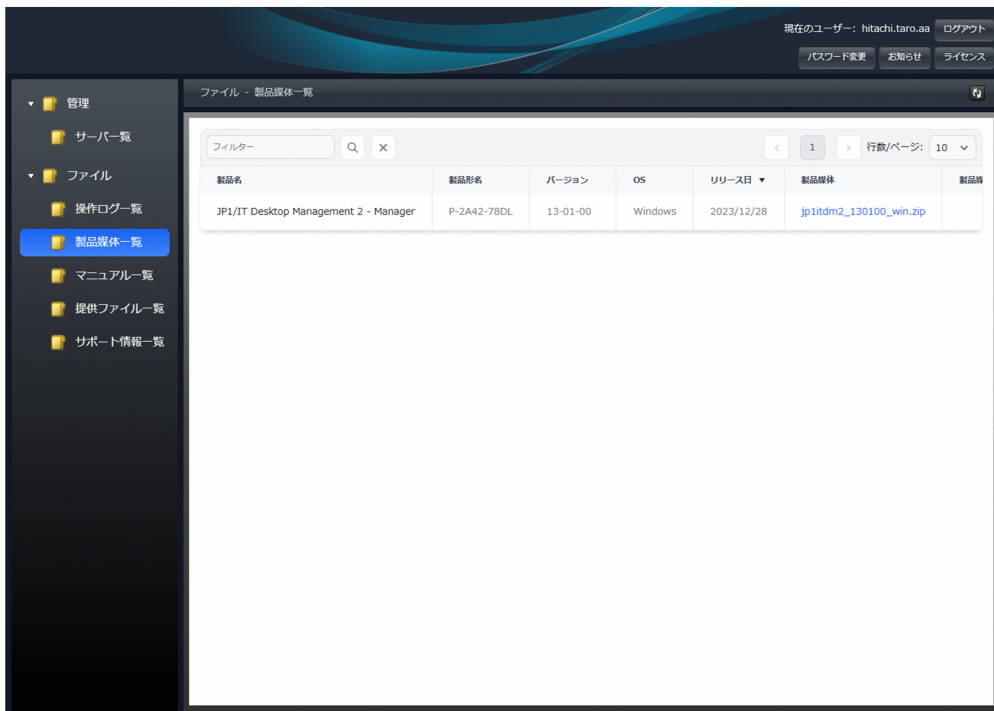 現在のユーザー: hitachi.taro.aa ログアウト
パスワード変更 お知らせ ライセンス
管理
サーバー覧
ファイル
操作ログ一覧
製品媒体一覧
マニュアル一覧
提供ファイル一覧
サポート情報一覧
ファイル - 製品媒体一覧
フィルター 1 行数/ページ: 10
製品名 製品形名 バージョン OS リリース日 ▼ 製品媒体 製品媒
JP1/IT Desktop Management 2 - Manager P-2A42-78DL 13-01-00 Windows 2023/12/28 jp1itdm2_130100_win.zip